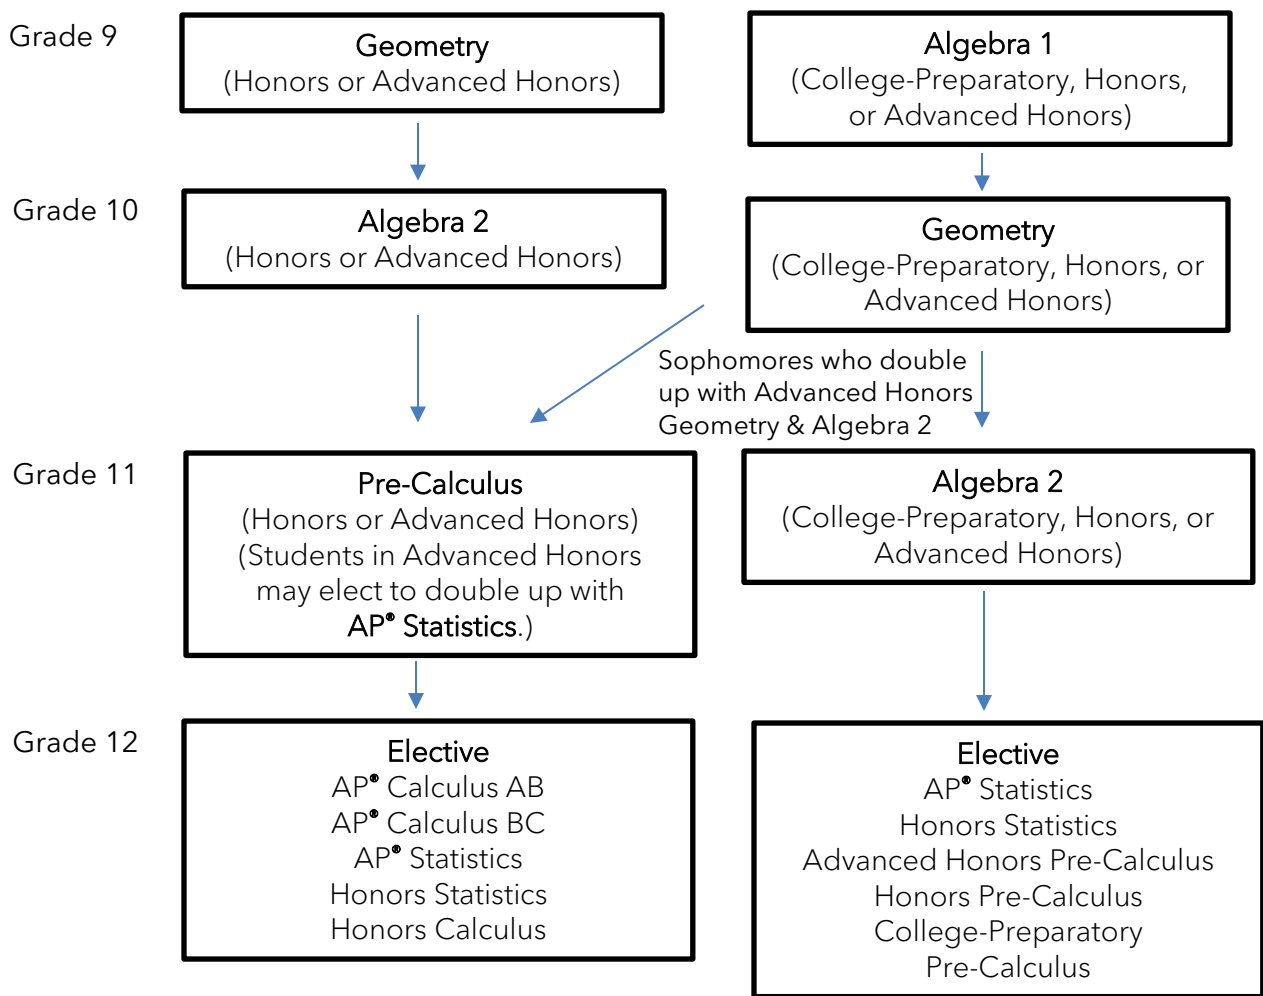 Grade 9
Geometry
(Honors or Advanced Honors)
Algebra 1
(College-Preparatory, Honors,
or Advanced Honors)
Grade 10
Algebra 2
(Honors or Advanced Honors)
Geometry
(College-Preparatory, Honors, or
Advanced Honors)
Sophomores who double
up with Advanced Honors
Geometry & Algebra 2
Grade 11
Pre-Calculus
(Honors or Advanced Honors)
(Students in Advanced Honors
may elect to double up with
AP® Statistics.)
Algebra 2
(College-Preparatory, Honors, or
Advanced Honors)
Grade 12
Elective
AP® Calculus AB
AP® Calculus BC
AP® Statistics
Honors Statistics
Honors Calculus
Elective
AP® Statistics
Honors Statistics
Advanced Honors Pre-Calculus
Honors Pre-Calculus
College-Preparatory
Pre-Calculus